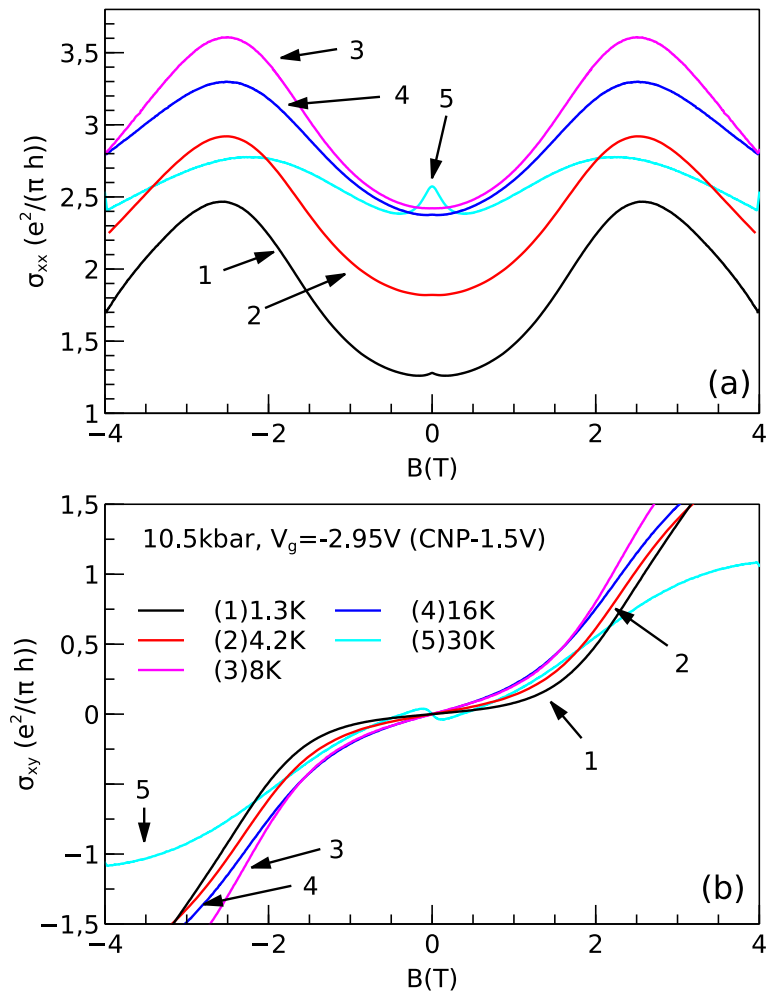 3,5
3
2,5
2
1,5
1
σxx (e²/(π h))
3
4
5
1
2
(a)
−4 −2 0 2 4
B(T)
1,5
1
0,5
0
−0,5
−1
−1,5
σxy (e²/(π h))
10.5kbar, Vg=-2.95V (CNP-1.5V)
(1)1.3K (4)16K
(2)4.2K (5)30K
(3)8K
2
1
5
3
4
(b)
−4 −2 0 2 4
B(T)